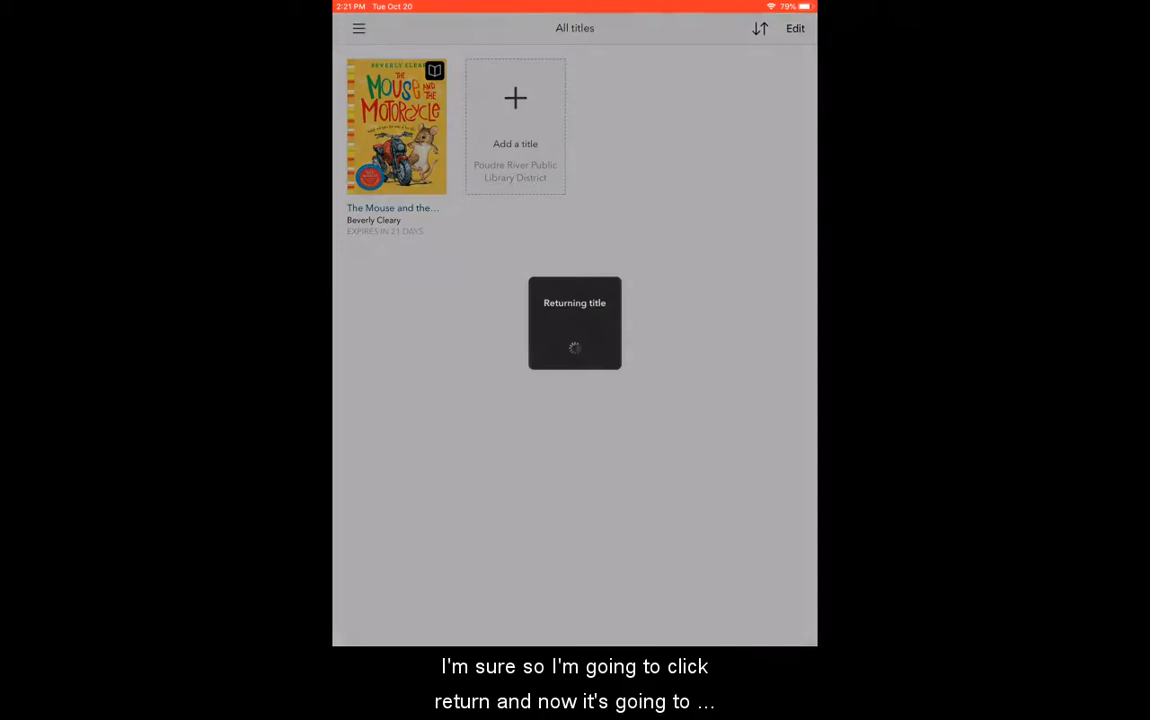 2:21 PM Tue Oct 20 79%
All titles Edit
BEVERLY CLEARY
THE
MOUSE
AND
THE
MOTORCYCLE
Add a title
Poudre River Public
Library District
The Mouse and the...
Beverly Cleary
EXPIRES IN 21 DAYS
Returning title
I'm sure so I'm going to click
return and now it's going to ...